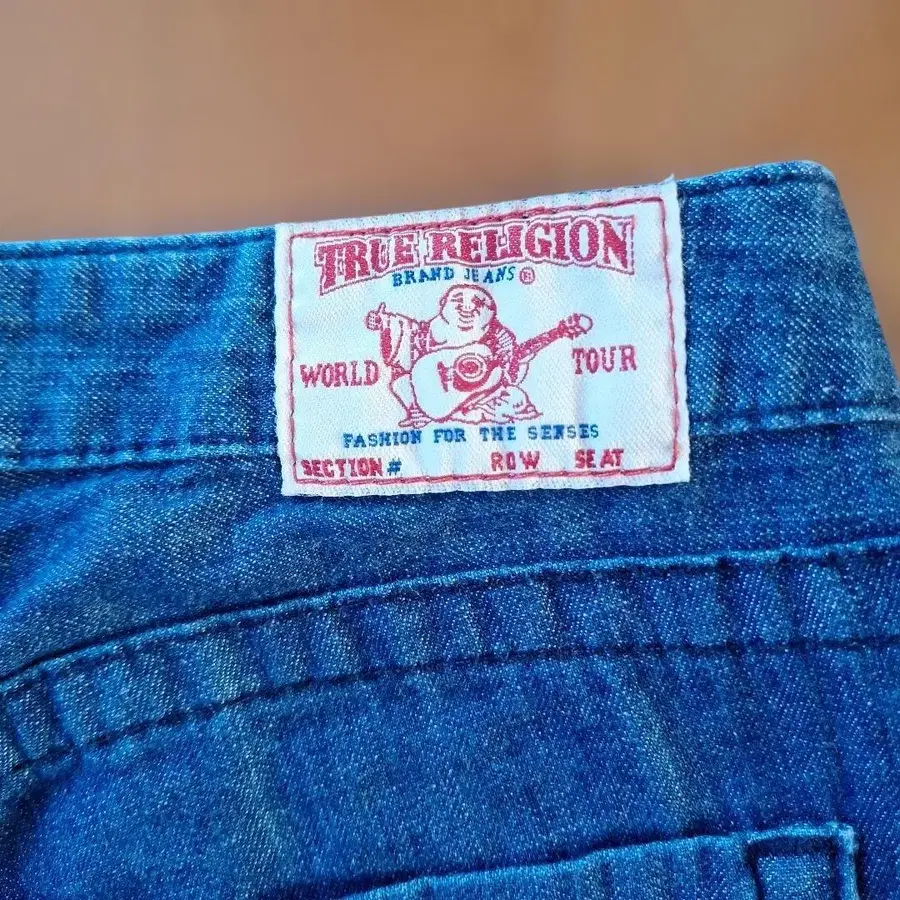 TRUE RELIGION
BRAND JEANS®
WORLD TOUR
FASHION FOR THE SENSES
SECTION # ROW SEAT